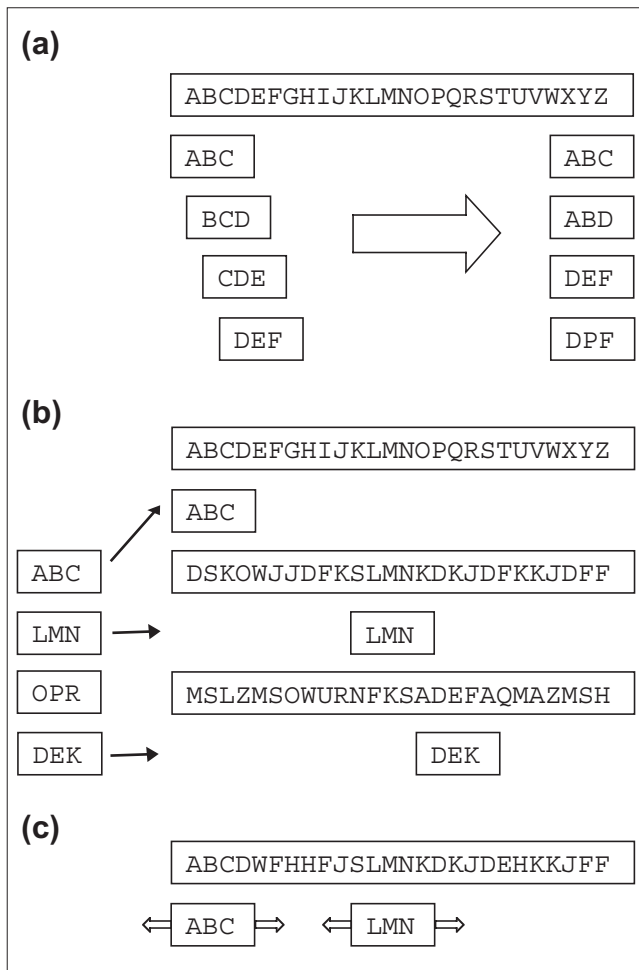 (a)
ABCDEFGHIJKLMNOPQRSTUVWXYZ
ABC ABC
BCD ABD
CDE DEF
DEF DPF
(b)
ABCDEFGHIJKLMNOPQRSTUVWXYZ
ABC
ABC DSKOWJJDFKSLMNKDKJDFKKJDFF
LMN LMN
OPR MSLZMSOWURNFKSADEFAQMAZMSH
DEK DEK
(c)
ABCDWFHHFJSLMNKDKJDEHKKJFF
ABC LMN